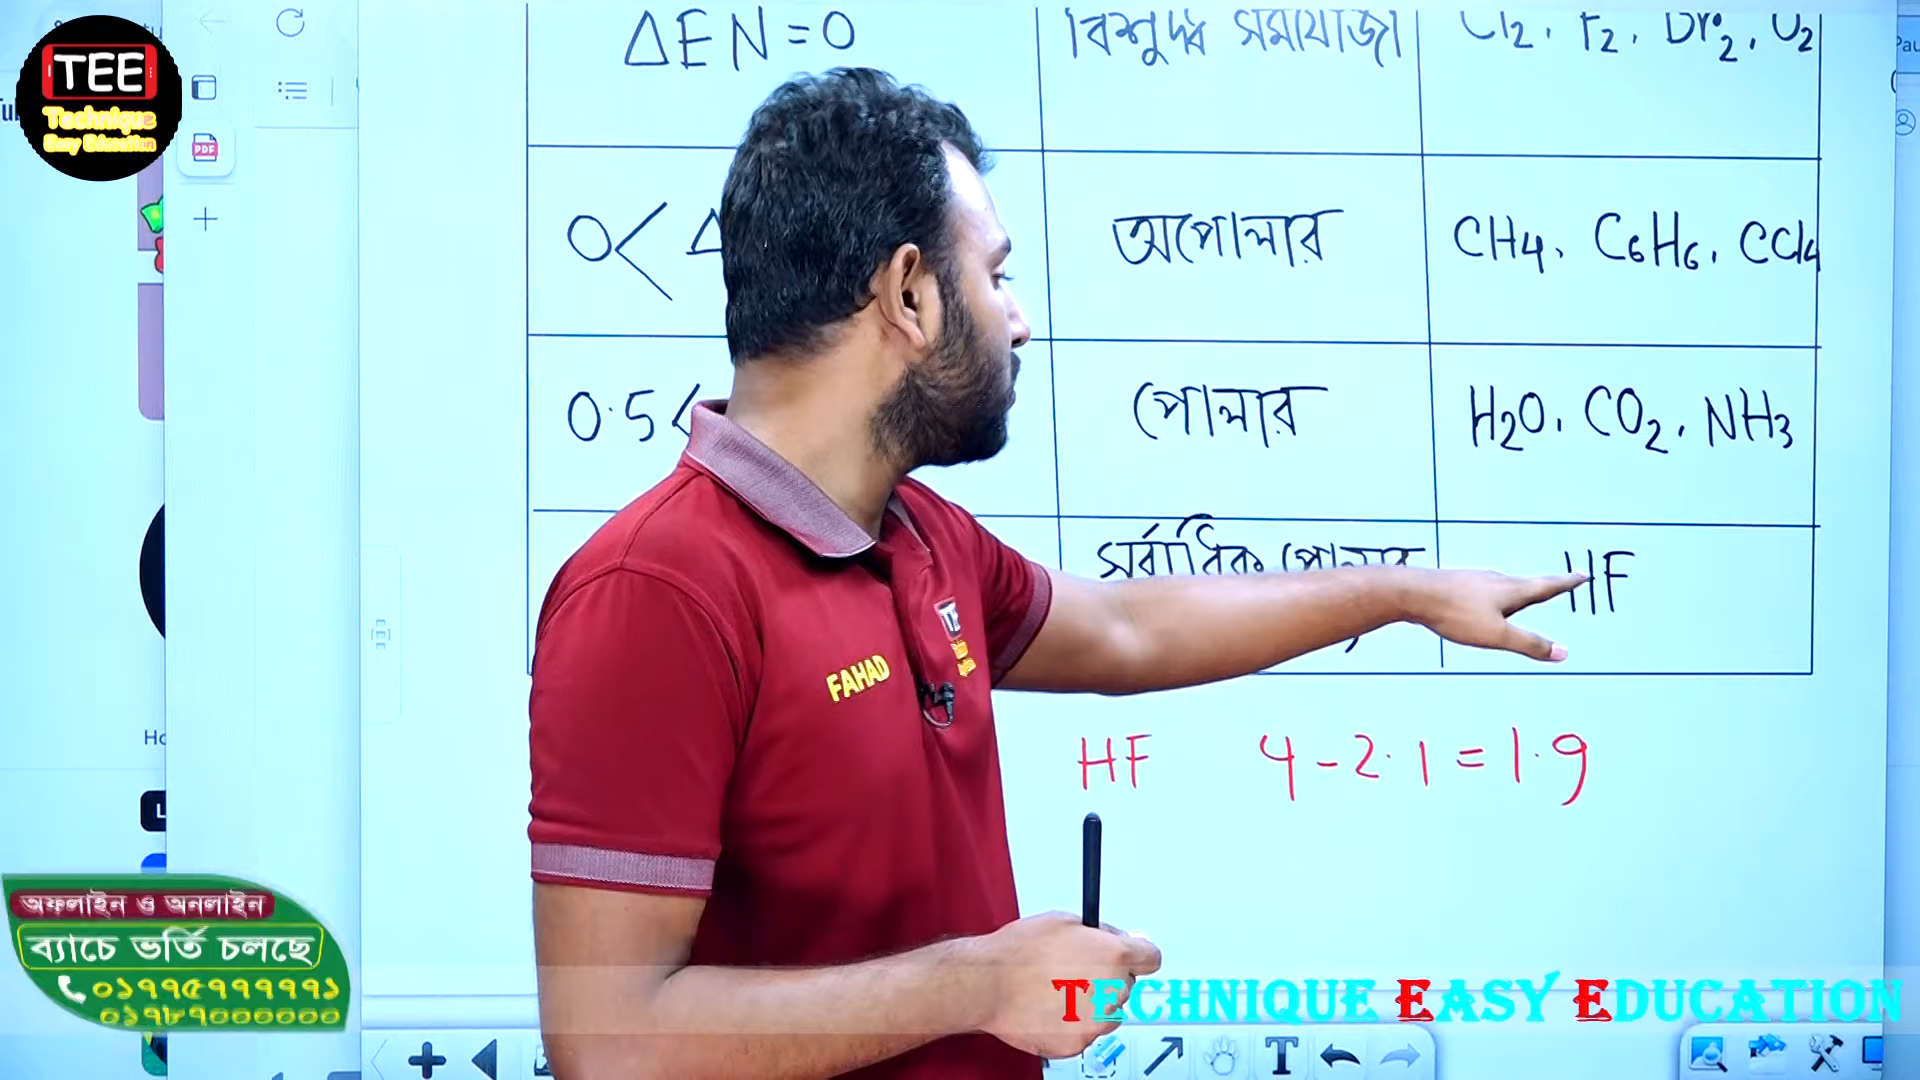 TEE
Technique
Easy Education
ΔEN=0
বিশুদ্ধ সমযোজী
Cl2, F2, Br2, O2
0<
অপোলার
CH4, C6H6, CCl4
0.5<
পোলার
H2O, CO2, NH3
সর্বাধিক পোলার
HF
HF 4-2.1=1.9
FAHAD
অফলাইন ও অনলাইন
ব্যাচে ভর্তি চলছে
০১৭৭৫৭৭৭৭৭১
০১৭৮৭০০০০০০
TECHNIQUE EASY EDUCATION
PDF